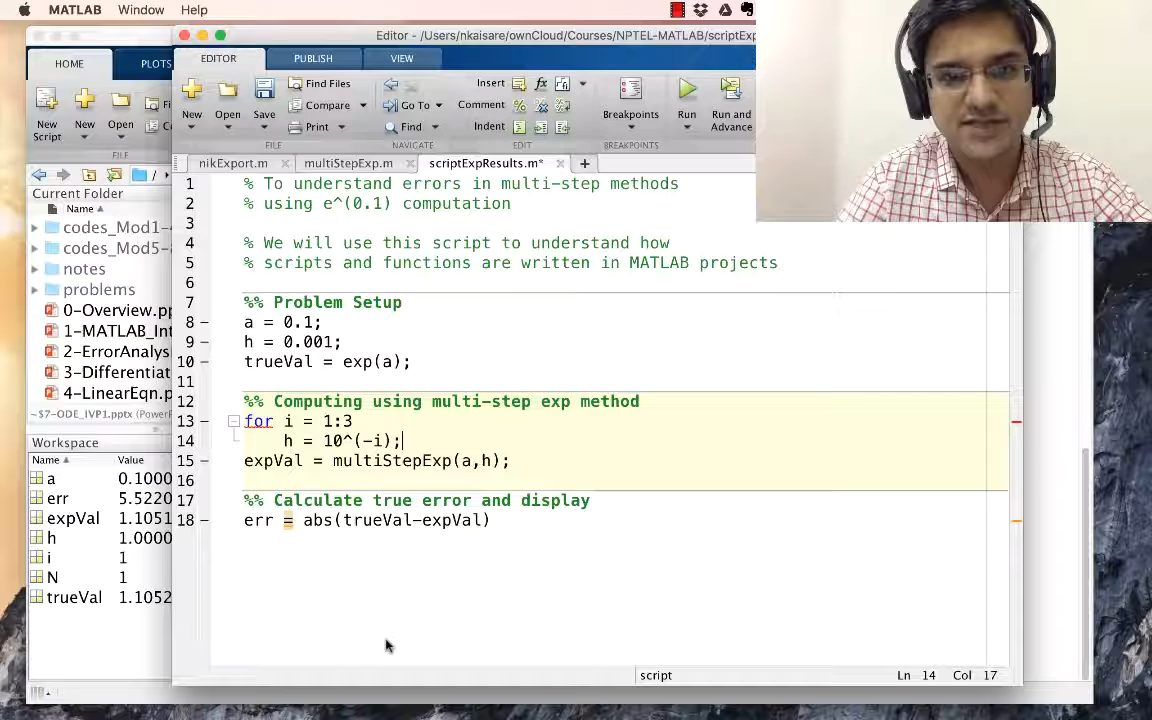 MATLAB Window Help
Editor - /Users/nkaisare/ownCloud/Courses/NPTEL-MATLAB/scriptExp
HOME PLOTS
EDITOR PUBLISH VIEW
New Script
New
Open
FILE
New
Open
Save
Find Files
Compare
Print
FILE
Go To
Find
NAVIGATE
Insert
Comment
Indent
EDIT
Breakpoints
BREAKPOINTS
Run
Run and Advance
nikExport.m multiStepExp.m scriptExpResults.m*
Current Folder
Name
codes_Mod1-
codes_Mod5-
notes
problems
0-Overview.pp
1-MATLAB_Int
2-ErrorAnalys
3-Differentiat
4-LinearEqn.p
~$7-ODE_IVP1.pptx (PowerP
Workspace
Name Value
a 0.1000
err 5.5220
expVal 1.1051
h 1.0000
i 1
N 1
trueVal 1.1052
1 % To understand errors in multi-step methods
2 % using e^(0.1) computation
3
4 % We will use this script to understand how
5 % scripts and functions are written in MATLAB projects
6
7 %% Problem Setup
8 a = 0.1;
9 h = 0.001;
10 trueVal = exp(a);
11
12 %% Computing using multi-step exp method
13 for i = 1:3
14 h = 10^(-i);
15 expVal = multiStepExp(a,h);
16
17 %% Calculate true error and display
18 err = abs(trueVal-expVal)
script Ln 14 Col 17